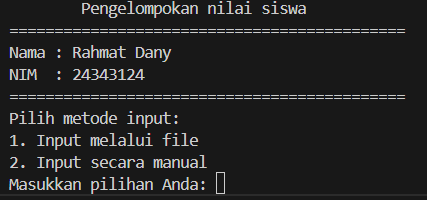 Pengelompokan nilai siswa
============================================
Nama : Rahmat Dany
NIM  : 24343124
============================================
Pilih metode input:
1. Input melalui file
2. Input secara manual
Masukkan pilihan Anda: